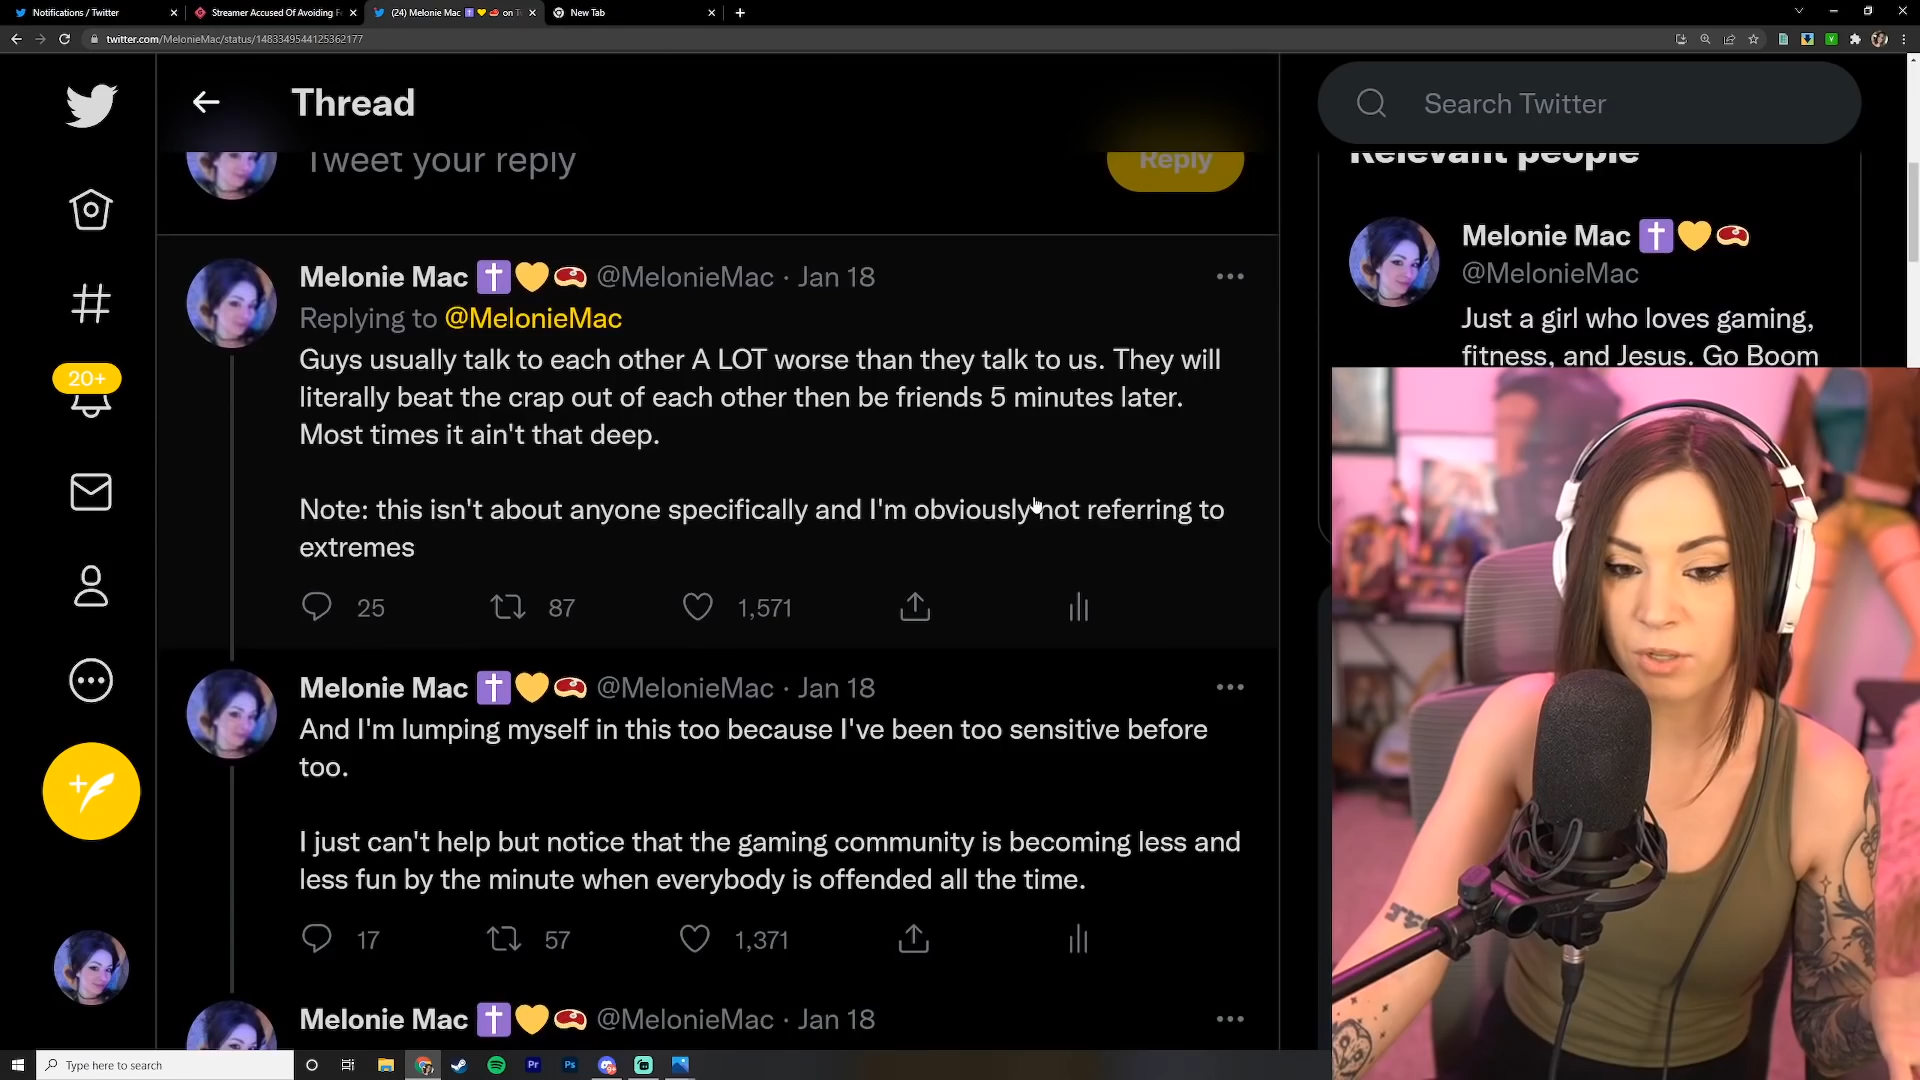 Notifications / Twitter
Streamer Accused Of Avoiding
(24) Melonie Mac ✝️💛🥩 on
New Tab
twitter.com/MelonieMac/status/1483349544125362177
Thread
Search Twitter
Tweet your reply
Reply
Relevant people
Melonie Mac ✝️💛🥩
@MelonieMac
Just a girl who loves gaming,
fitness, and Jesus. Go Boom
20+
Melonie Mac ✝️💛🥩 @MelonieMac · Jan 18
Replying to @MelonieMac
Guys usually talk to each other A LOT worse than they talk to us. They will
literally beat the crap out of each other then be friends 5 minutes later.
Most times it ain't that deep.
Note: this isn't about anyone specifically and I'm obviously not referring to
extremes
25 87 1,571
Melonie Mac ✝️💛🥩 @MelonieMac · Jan 18
And I'm lumping myself in this too because I've been too sensitive before
too.
I just can't help but notice that the gaming community is becoming less and
less fun by the minute when everybody is offended all the time.
17 57 1,371
Melonie Mac ✝️💛🥩 @MelonieMac · Jan 18
Type here to search
Pr
Ps